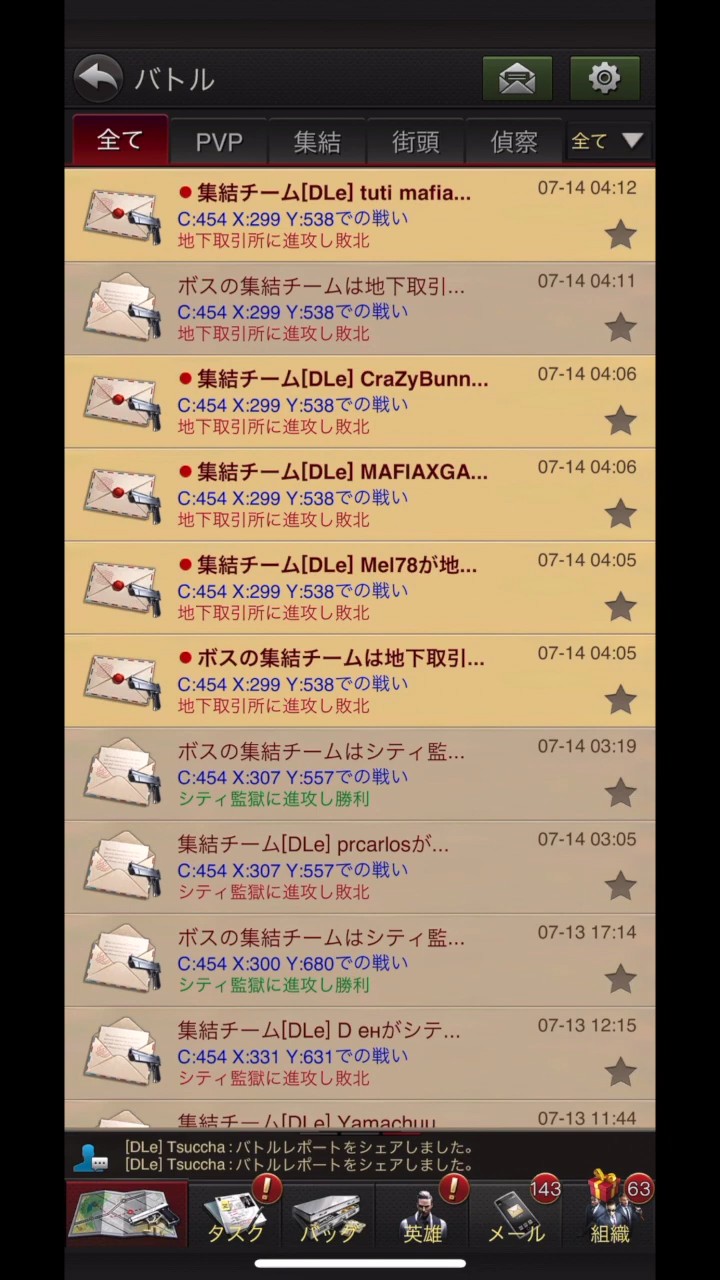 バトル
全て PVP 集結 街頭 偵察 全て
集結チーム[DLe] tuti mafia... 07-14 04:12
C:454 X:299 Y:538での戦い
地下取引所に進攻し敗北
ボスの集結チームは地下取引... 07-14 04:11
C:454 X:299 Y:538での戦い
地下取引所に進攻し敗北
集結チーム[DLe] CraZyBunn... 07-14 04:06
C:454 X:299 Y:538での戦い
地下取引所に進攻し敗北
集結チーム[DLe] MAFIAXGA... 07-14 04:06
C:454 X:299 Y:538での戦い
地下取引所に進攻し敗北
集結チーム[DLe] Mel78が地... 07-14 04:05
C:454 X:299 Y:538での戦い
地下取引所に進攻し敗北
ボスの集結チームは地下取引... 07-14 04:05
C:454 X:299 Y:538での戦い
地下取引所に進攻し敗北
ボスの集結チームはシティ監... 07-14 03:19
C:454 X:307 Y:557での戦い
シティ監獄に進攻し勝利
集結チーム[DLe] prcarlosが... 07-14 03:05
C:454 X:307 Y:557での戦い
シティ監獄に進攻し敗北
ボスの集結チームはシティ監... 07-13 17:14
C:454 X:300 Y:680での戦い
シティ監獄に進攻し勝利
集結チーム[DLe] D енがシテ... 07-13 12:15
C:454 X:331 Y:631での戦い
シティ監獄に進攻し敗北
集結チーム[DLe] Yamachuu 07-13 11:44
[DLe] Tsuccha : バトルレポートをシェアしました。
[DLe] Tsuccha : バトルレポートをシェアしました。
143 63
タスク バッグ 英雄 メール 組織